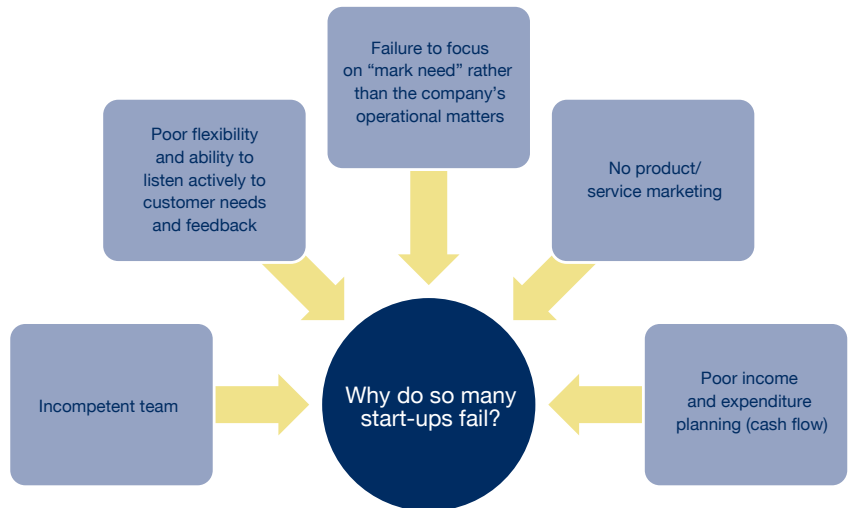 Failure to focus
on “mark need” rather
than the company’s
operational matters
Poor flexibility
and ability to
listen actively to
customer needs
and feedback
No product/
service marketing
Incompetent team
Why do so many
start-ups fail?
Poor income
and expenditure
planning (cash flow)